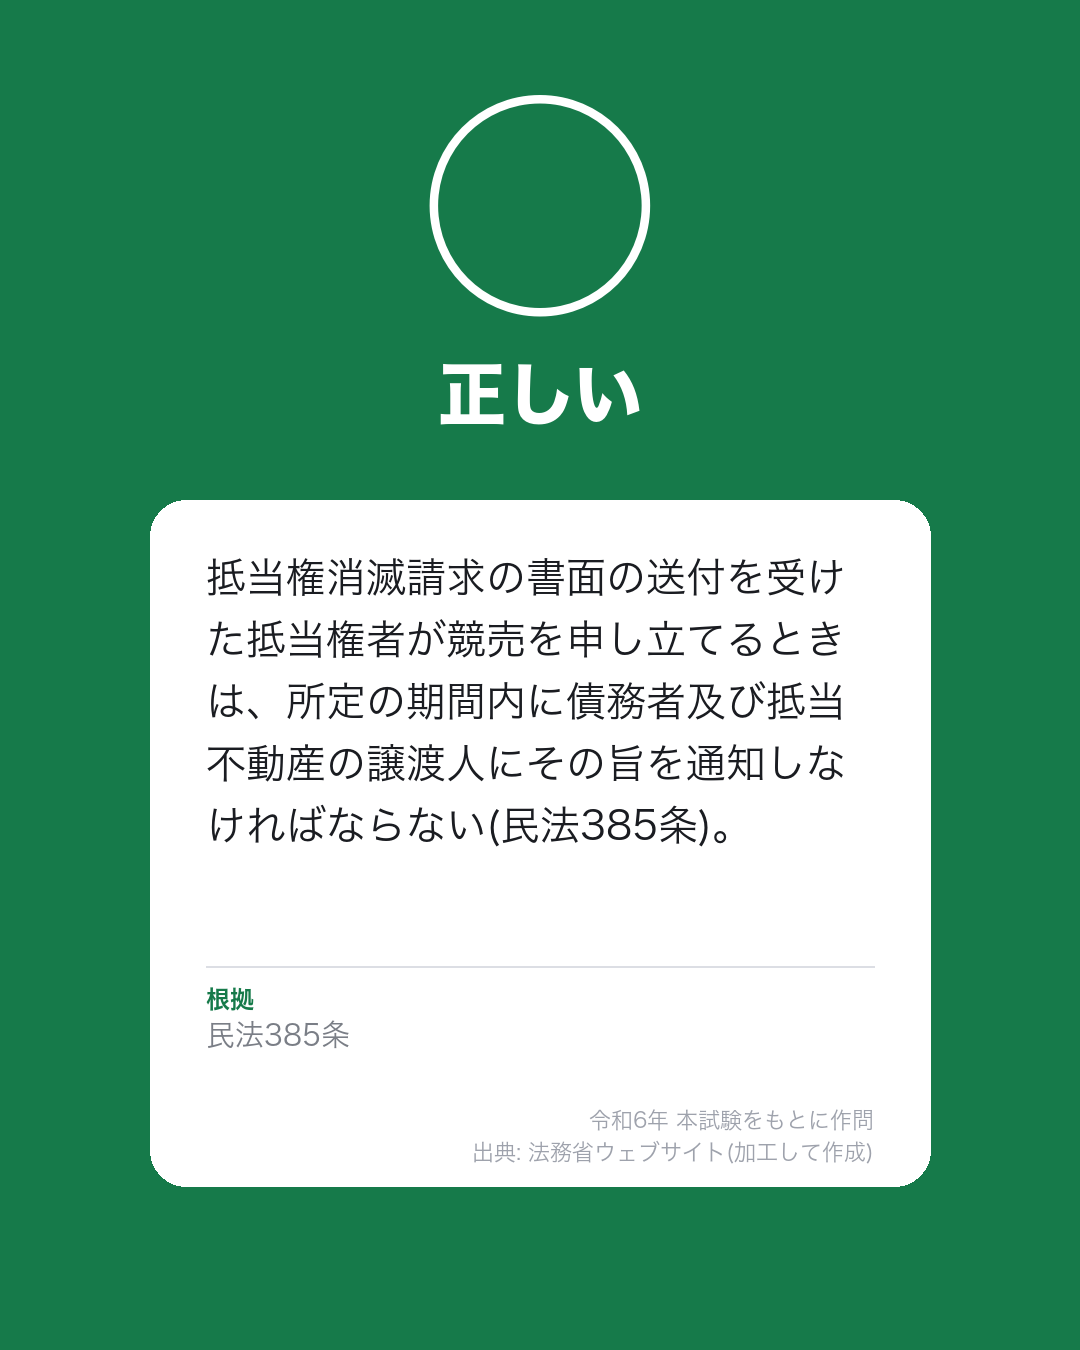 正しい
抵当権消滅請求の書面の送付を受け
た抵当権者が競売を申し立てるとき
は、所定の期間内に債務者及び抵当
不動産の譲渡人にその旨を通知しな
ければならない(民法385条)。
根拠
民法385条
令和6年 本試験をもとに作問
出典: 法務省ウェブサイト(加工して作成)